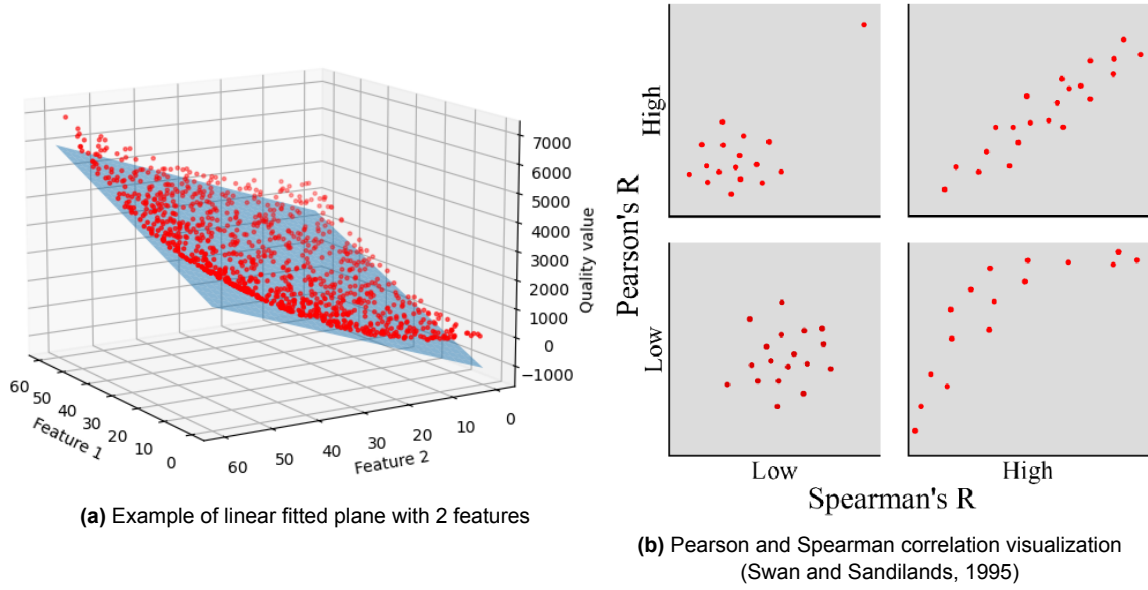 7000
6000
5000
4000
3000
2000
1000
0
−1000
Quality value
60
50
40
30
20
10
0
Feature 1
60
50
40
30
20
10
0
Feature 2
(a) Example of linear fitted plane with 2 features
High
Low
Pearson's R
Low
High
Spearman's R
(b) Pearson and Spearman correlation visualization
(Swan and Sandilands, 1995)